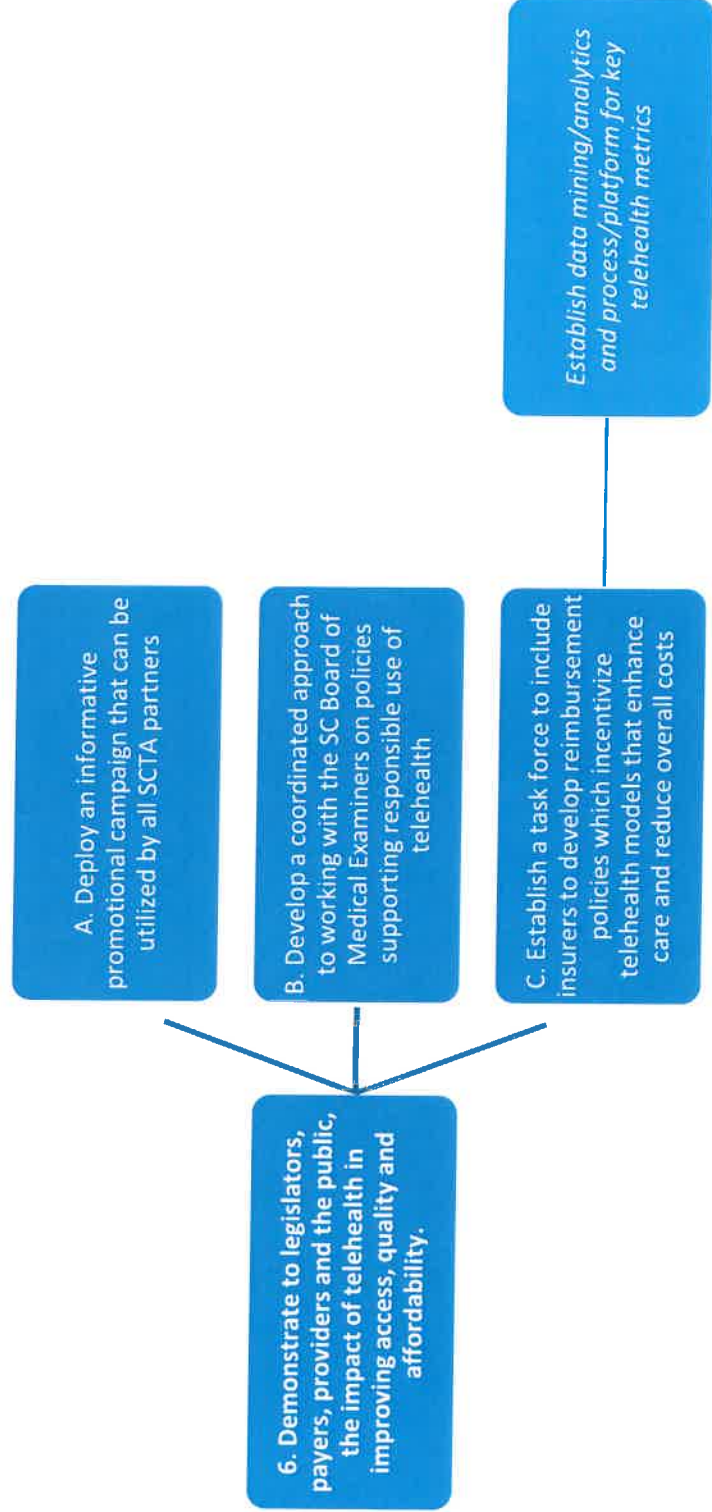 6. Demonstrate to legislators,
payers, providers and the public,
the impact of telehealth in
improving access, quality and
affordability.
A. Deploy an informative
promotional campaign that can be
utilized by all SCTA partners
B. Develop a coordinated approach
to working with the SC Board of
Medical Examiners on policies
supporting responsible use of
telehealth
C. Establish a task force to include
insurers to develop reimbursement
policies which incentivize
telehealth models that enhance
care and reduce overall costs
Establish data mining/analytics
and process/platform for key
telehealth metrics